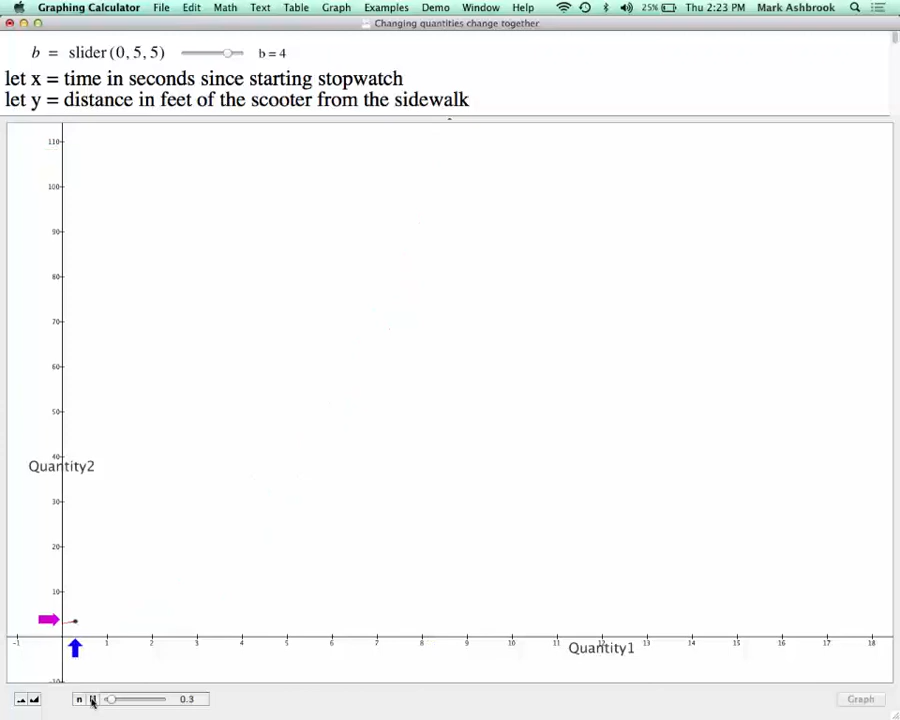 Graphing Calculator File Edit Math Text Table Graph Examples Demo Window Help 25% Thu 2:23 PM Mark Ashbrook
Changing quantities change together
b = slider (0, 5, 5) b = 4
let x = time in seconds since starting stopwatch
let y = distance in feet of the scooter from the sidewalk
110
100
90
80
70
60
50
40
Quantity2
30
20
10
-1 1 2 3 4 5 6 7 8 9 10 11 12 13 14 15 16 17 18
Quantity1
-10
n 0.3 Graph